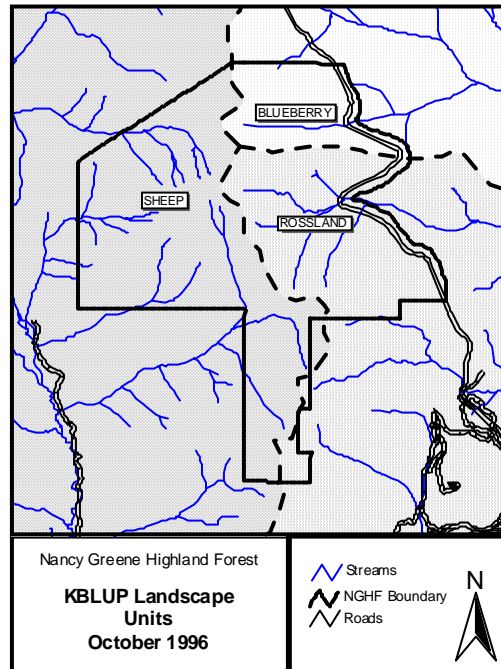 BLUEBERRY
SHEEP
ROSSLAND
Nancy Greene Highland Forest
KBLUP Landscape
Units
October 1996
Streams
NGHF Boundary
Roads
N